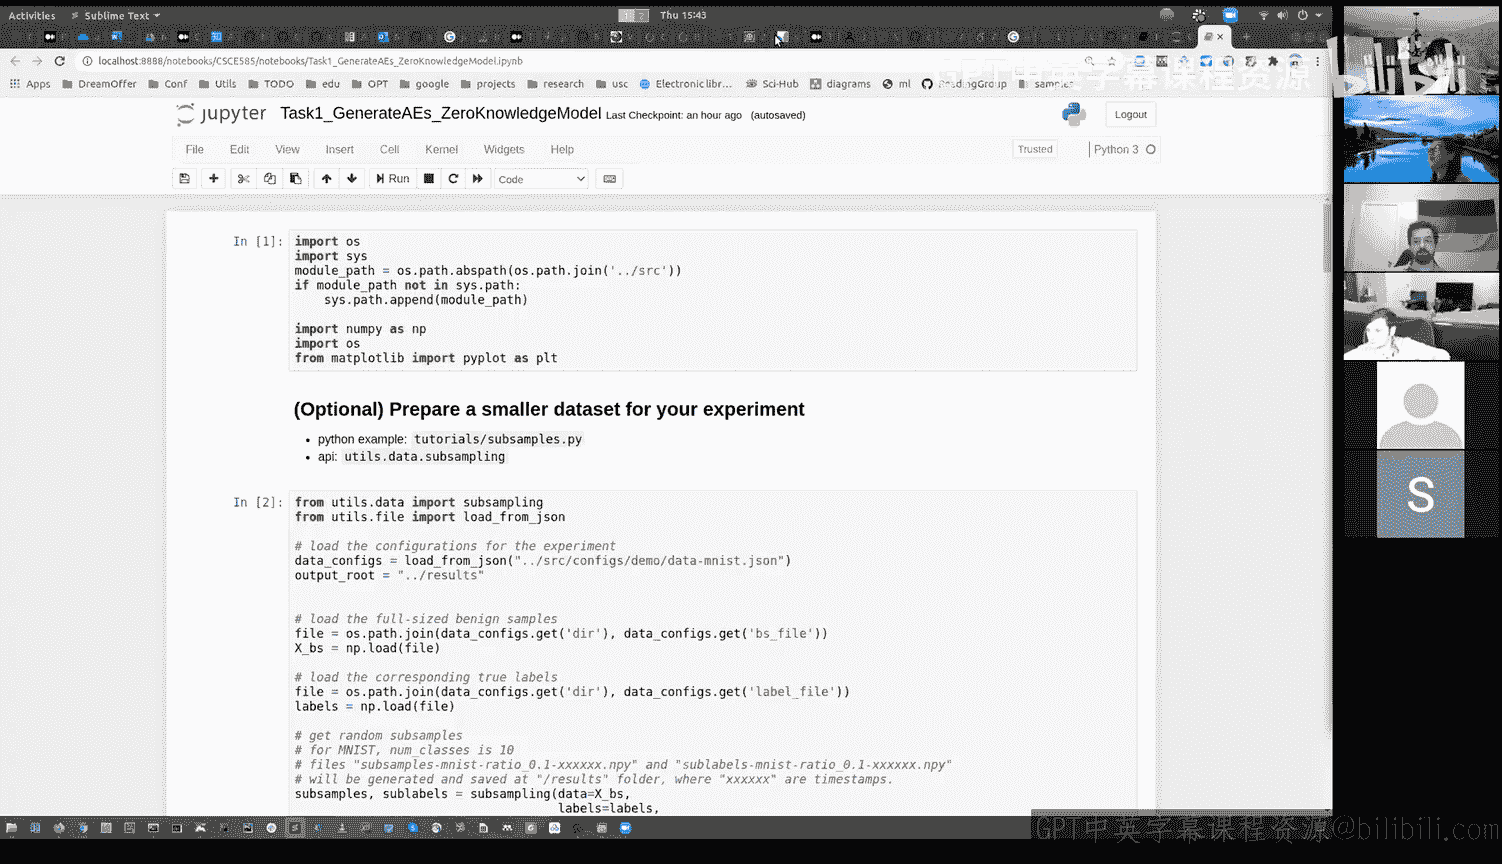 Activities
Sublime Text
Thu 15:43
localhost:8888/notebooks/CSCE585/notebooks/Task1_GenerateAEs_ZeroKnowledgeModel.ipynb
Apps DreamOffer Conf Utils TODO edu OPT google projects research usc Electronic libr... Sci-Hub ml diagrams ReadingGroup samples
bilibili
jupyter Task1_GenerateAEs_ZeroKnowledgeModel Last Checkpoint: an hour ago (autosaved)
Logout
File Edit View Insert Cell Kernel Widgets Help
Trusted
Python 3
Run
Code
In [1]:
import os
import sys
module_path = os.path.abspath(os.path.join('../src'))
if module_path not in sys.path:
    sys.path.append(module_path)
import numpy as np
import os
from matplotlib import pyplot as plt
(Optional) Prepare a smaller dataset for your experiment
• python example: tutorials/subsamples.py
• api: utils.data.subsampling
In [2]:
from utils.data import subsampling
from utils.file import load_from_json
# load the configurations for the experiment
data_configs = load_from_json("../src/configs/demo/data-mnist.json")
output_root = "../results"
# load the full-sized benign samples
file = os.path.join(data_configs.get('dir'), data_configs.get('bs_file'))
X_bs = np.load(file)
# load the corresponding true labels
file = os.path.join(data_configs.get('dir'), data_configs.get('label_file'))
labels = np.load(file)
# get random subsamples
# for MNIST, num_classes is 10
# files "subsamples-mnist-ratio_0.1-xxxxxx.npy" and "sublabels-mnist-ratio_0.1-xxxxxx.npy"
# will be generated and saved at "/results" folder, where "xxxxxx" are timestamps.
subsamples, sublabels = subsampling(data=X_bs,
                                    labels=labels,
S
GPT中英字幕课程资源@bilibili.com